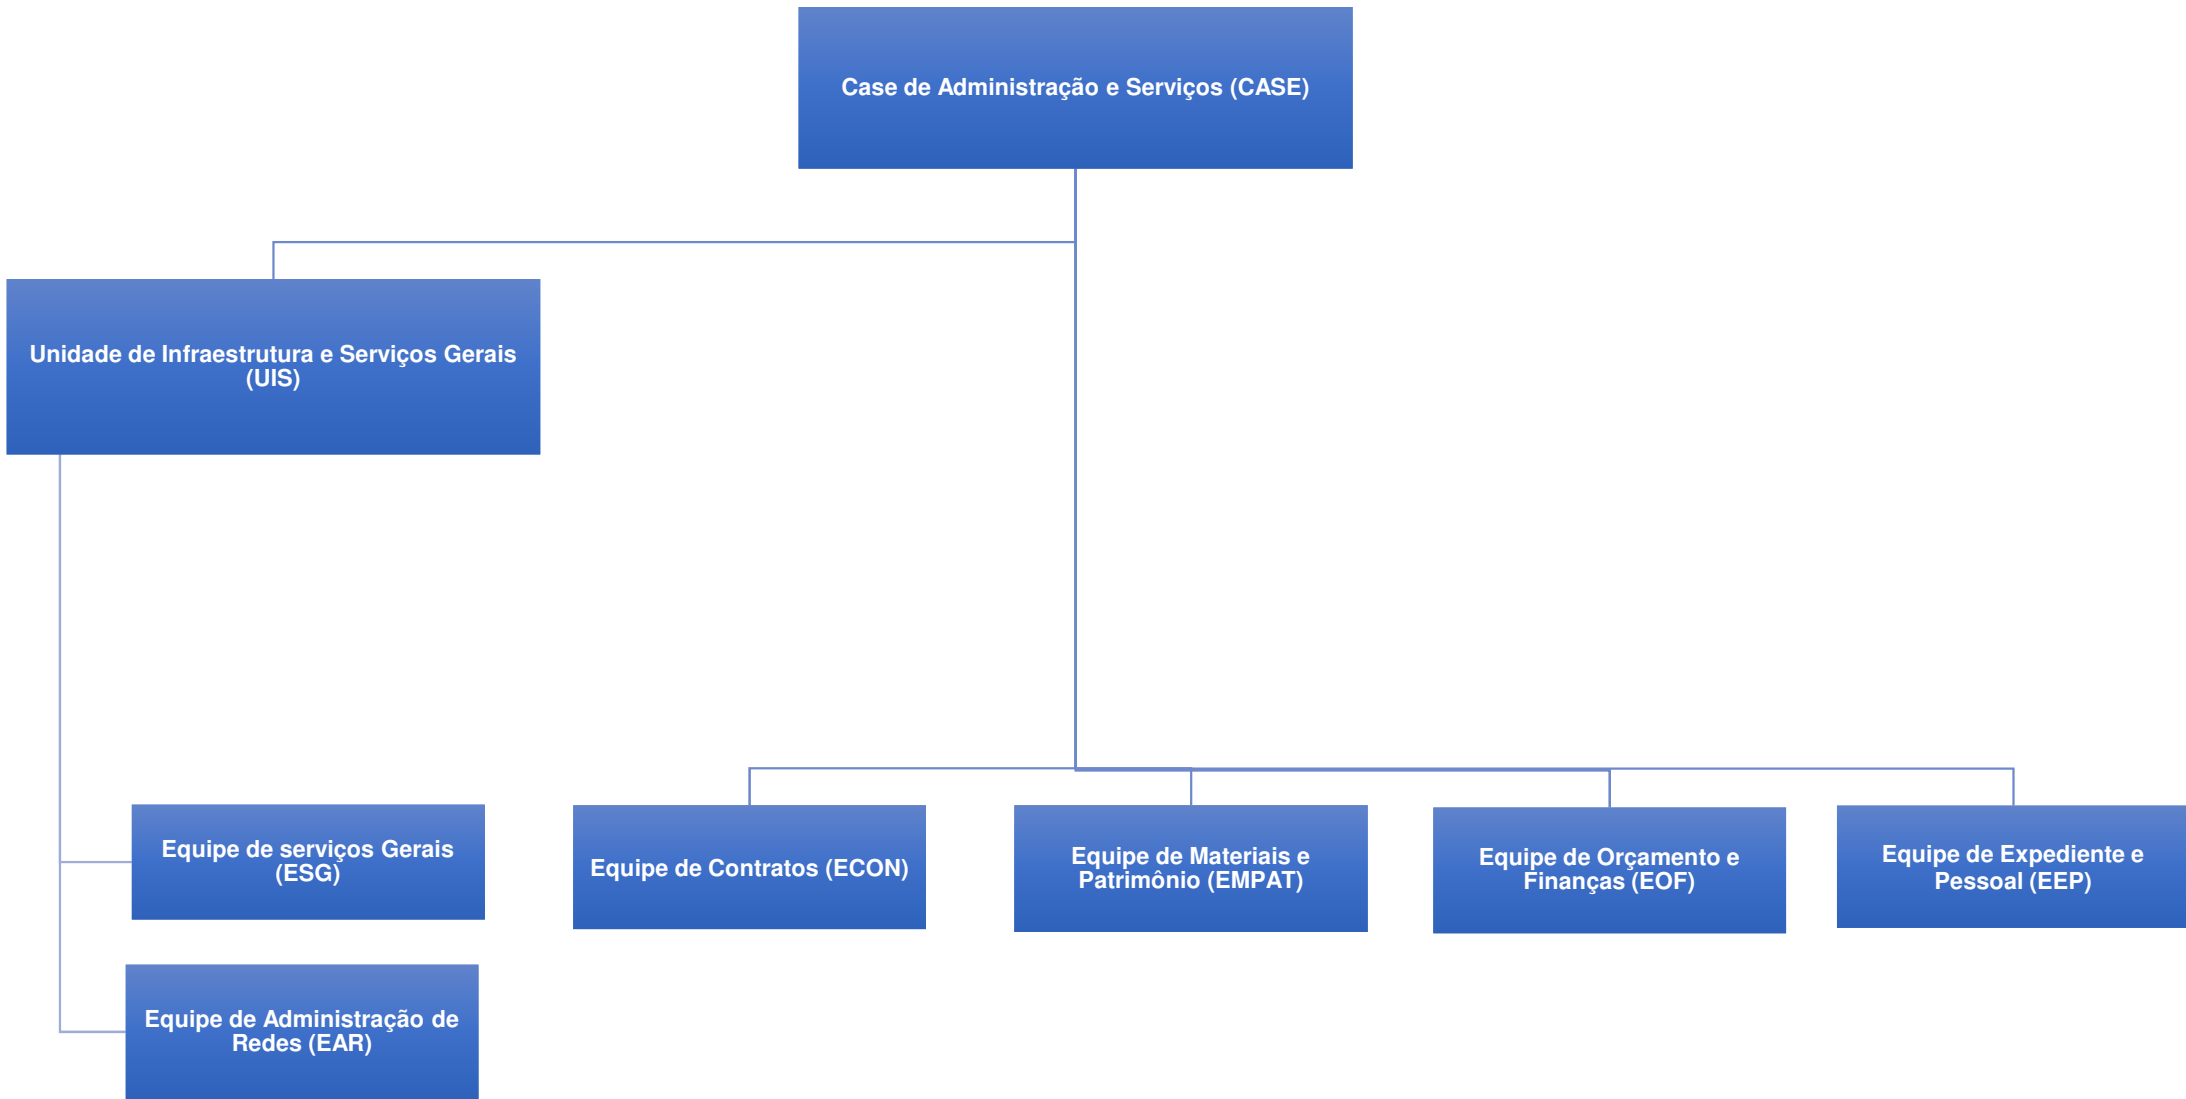 Case de Administração e Serviços (CASE)
Unidade de Infraestrutura e Serviços Gerais
(UIS)
Equipe de serviços Gerais
(ESG)
Equipe de Contratos (ECON)
Equipe de Materiais e
Patrimônio (EMPAT)
Equipe de Orçamento e
Finanças (EOF)
Equipe de Expediente e
Pessoal (EEP)
Equipe de Administração de
Redes (EAR)